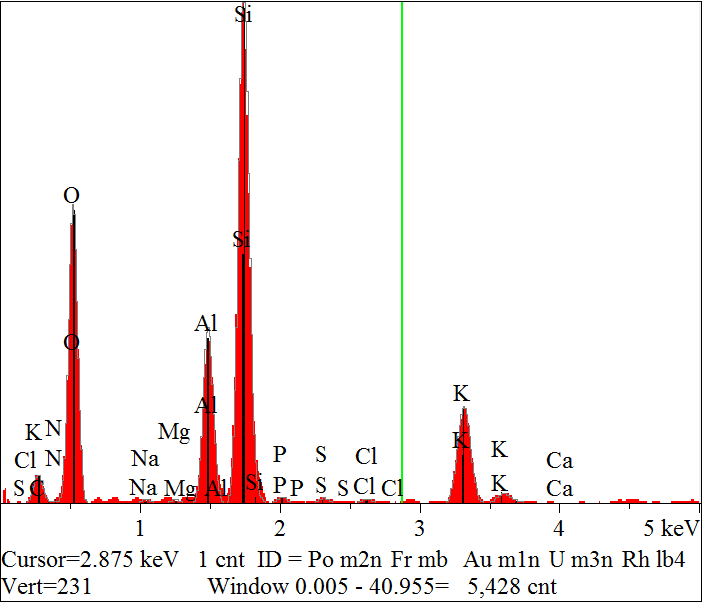 Si
O
Si
Al
O
K
Al
K N Mg K
P S Cl K
Cl N Na Ca
Si P S Cl K
S C Na Mg Al P S Cl Ca
1 2 3 4 5 keV
Cursor=2.875 keV 1 cnt ID = Po m2n Fr mb Au m1n U m3n Rh lb4
Vert=231 Window 0.005 - 40.955= 5,428 cnt